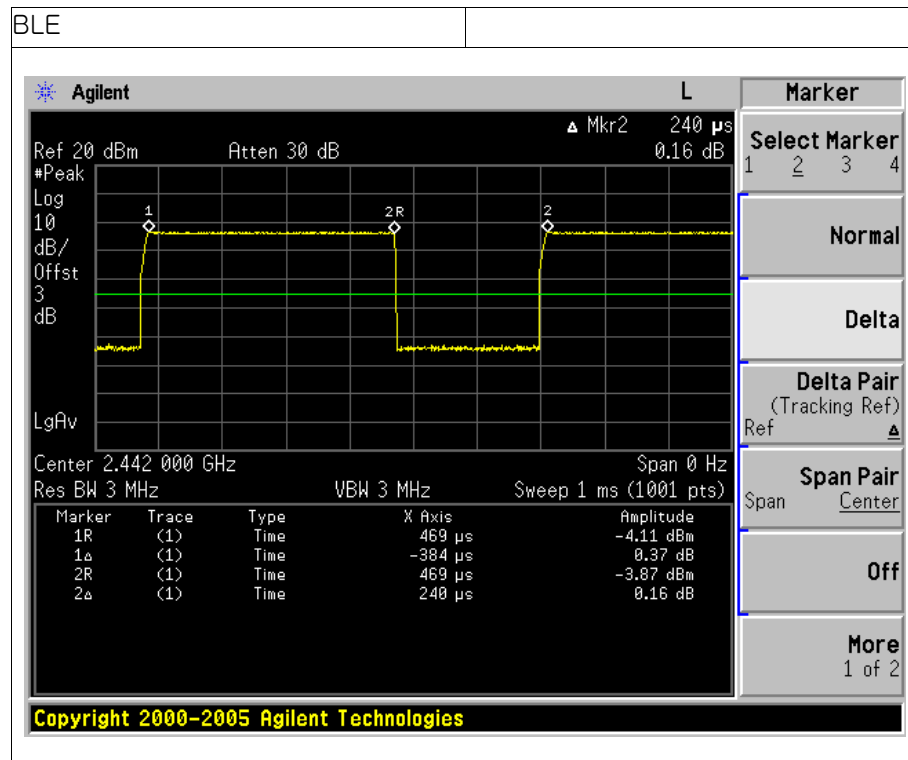 BLE
Agilent L Marker
Δ Mkr2 240 µs
Ref 20 dBm Atten 30 dB 0.16 dB
#Peak
Log
10
dB/
Offst
3
dB
1 2R 2
LgAv
Center 2.442 000 GHz Span 0 Hz
Res BW 3 MHz VBW 3 MHz Sweep 1 ms (1001 pts)
Marker Trace Type X Axis Amplitude
1R (1) Time 469 µs -4.11 dBm
1Δ (1) Time -384 µs 0.37 dB
2R (1) Time 469 µs -3.87 dBm
2Δ (1) Time 240 µs 0.16 dB
Select Marker
1 2 3 4
Normal
Delta
Delta Pair
(Tracking Ref)
Ref Δ
Span Pair
Span Center
Off
More
1 of 2
Copyright 2000-2005 Agilent Technologies